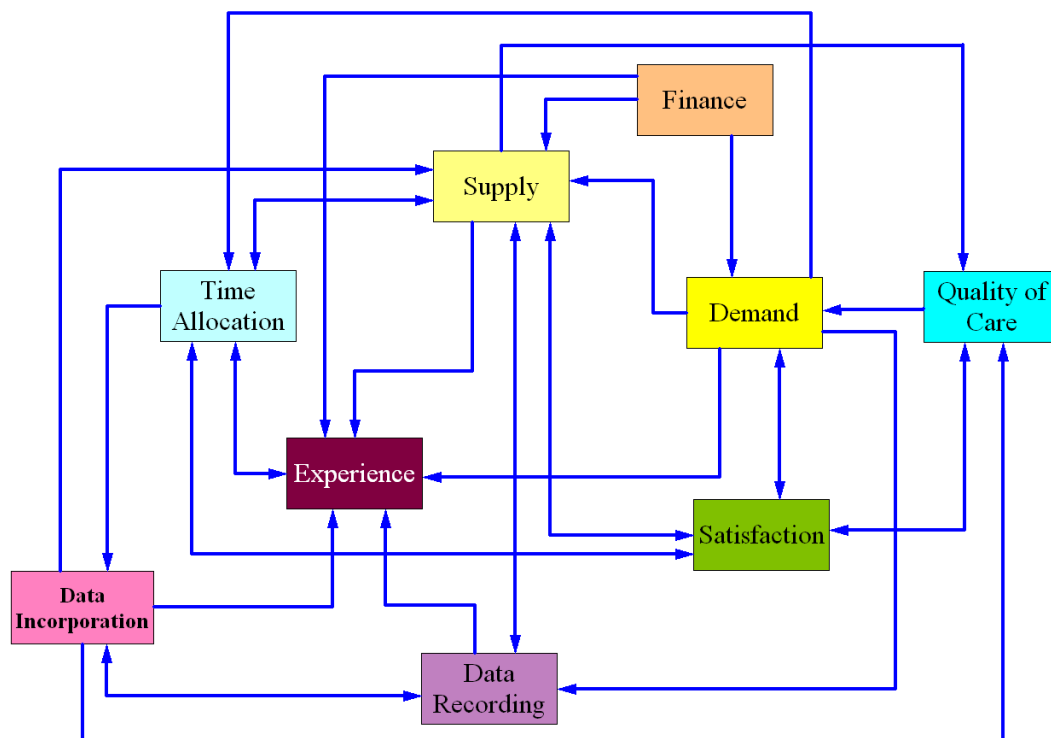 Finance
Supply
Time
Allocation
Demand
Quality of
Care
Experience
Satisfaction
Data
Incorporation
Data
Recording